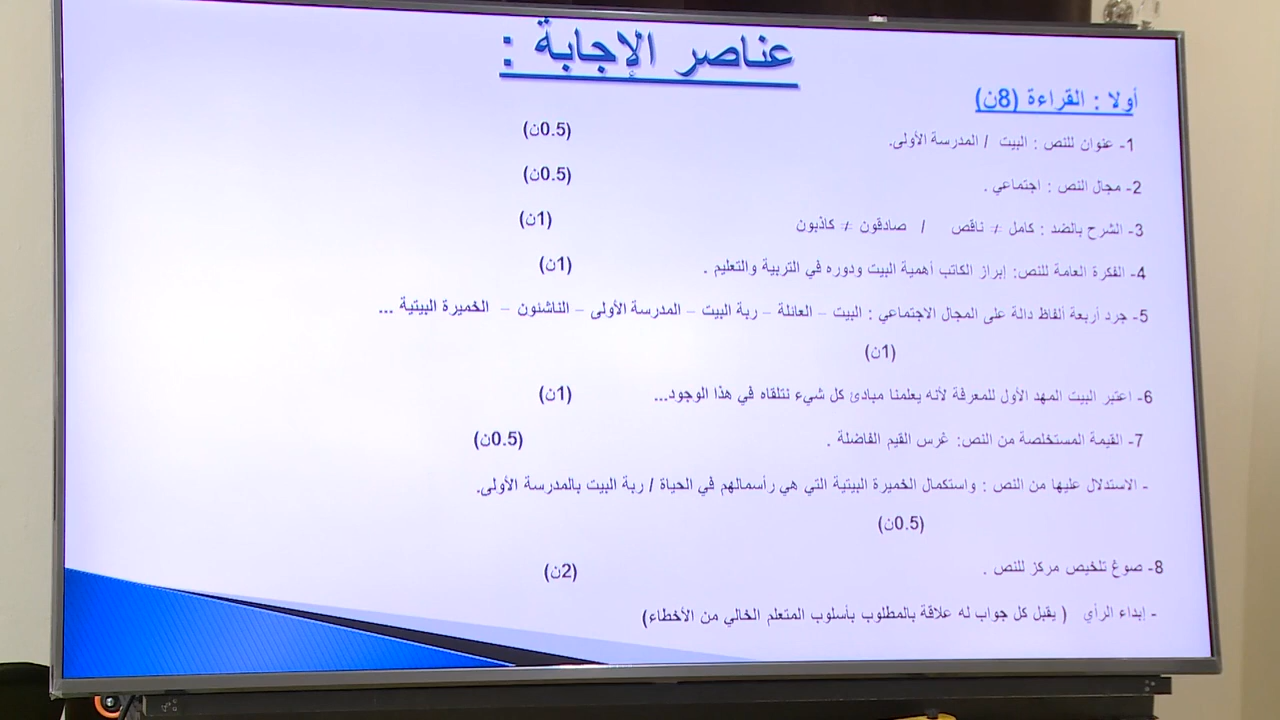 عناصر الإجابة :
أولا : القراءة (8ن)
1- عنوان للنص : البيت / المدرسة الأولى. (0.5ن)
2- مجال النص : اجتماعي . (0.5ن)
3- الشرح بالضد : كامل ≠ ناقص / صادقون ≠ كاذبون (1ن)
4- الفكرة العامة للنص: إبراز الكاتب أهمية البيت ودوره في التربية والتعليم . (1ن)
5- جرد أربعة ألفاظ دالة على المجال الاجتماعي : البيت – العائلة – ربة البيت – المدرسة الأولى – الناشئون – الخميرة البيتية ...
(1ن)
6- اعتبر البيت المهد الأول للمعرفة لأنه يعلمنا مبادئ كل شيء نتلقاه في هذا الوجود... (1ن)
7- القيمة المستخلصة من النص: غرس القيم الفاضلة . (0.5ن)
- الاستدلال عليها من النص : واستكمال الخميرة البيتية التي هي رأسمالهم في الحياة / ربة البيت بالمدرسة الأولى.
(0.5ن)
8- صوغ تلخيص مركز للنص . (2ن)
- إبداء الرأي ( يقبل كل جواب له علاقة بالمطلوب بأسلوب المتعلم الخالي من الأخطاء)